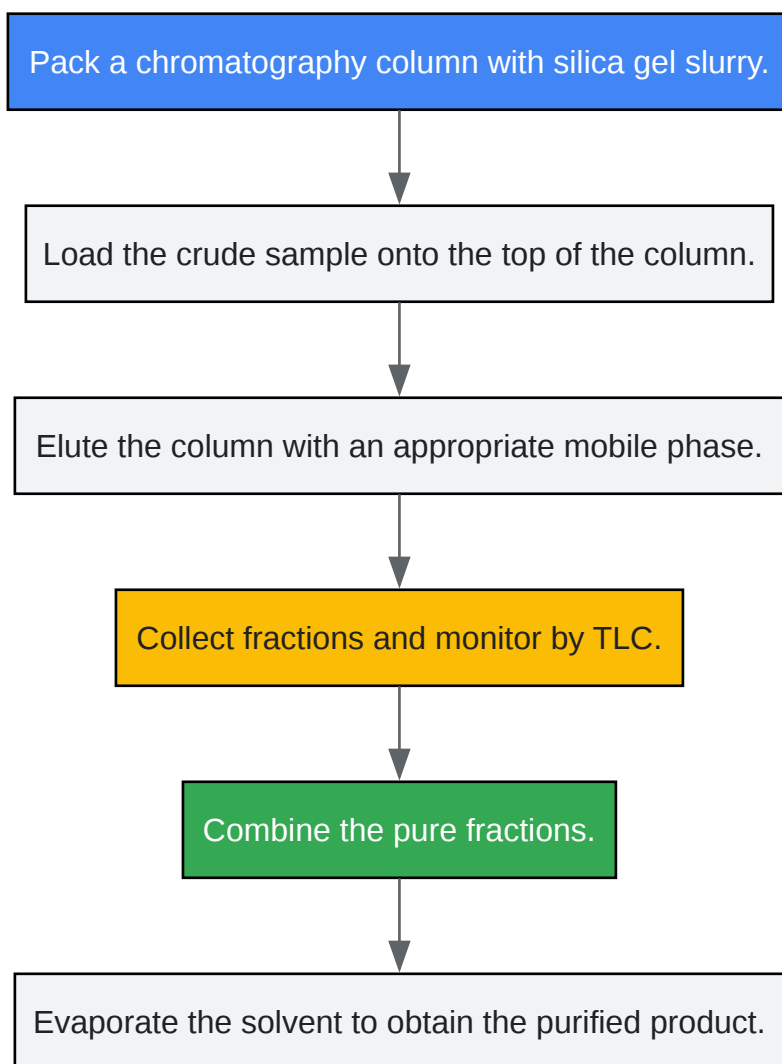 Pack a chromatography column with silica gel slurry.
Load the crude sample onto the top of the column.
Elute the column with an appropriate mobile phase.
Collect fractions and monitor by TLC.
Combine the pure fractions.
Evaporate the solvent to obtain the purified product.